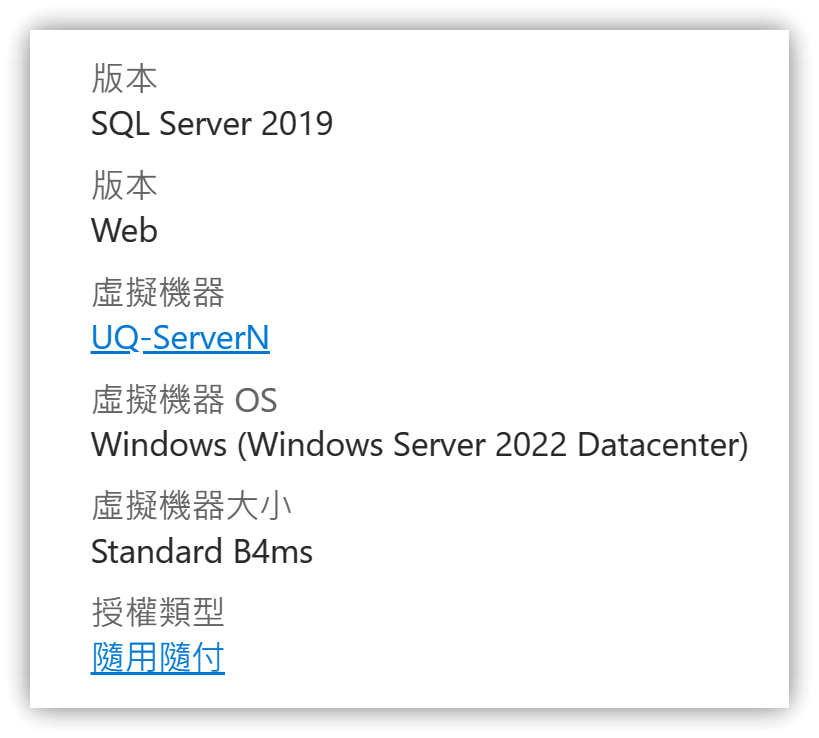 版本
SQL Server 2019
版本
Web
虛擬機器
UQ-ServerN
虛擬機器 OS
Windows (Windows Server 2022 Datacenter)
虛擬機器大小
Standard B4ms
授權類型
隨用隨付